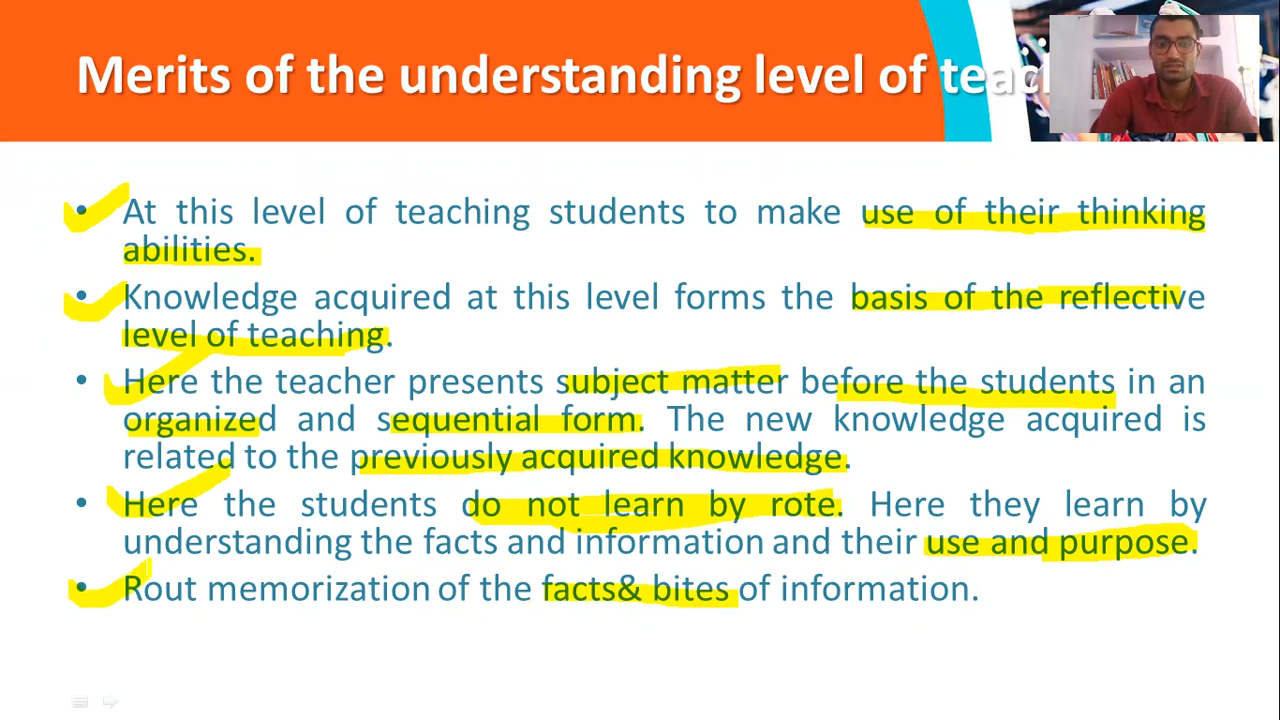 Merits of the understanding level of teac
• At this level of teaching students to make use of their thinking
abilities.
• Knowledge acquired at this level forms the basis of the reflective
level of teaching.
• Here the teacher presents subject matter before the students in an
organized and sequential form. The new knowledge acquired is
related to the previously acquired knowledge.
• Here the students do not learn by rote. Here they learn by
understanding the facts and information and their use and purpose.
• Rout memorization of the facts& bites of information.